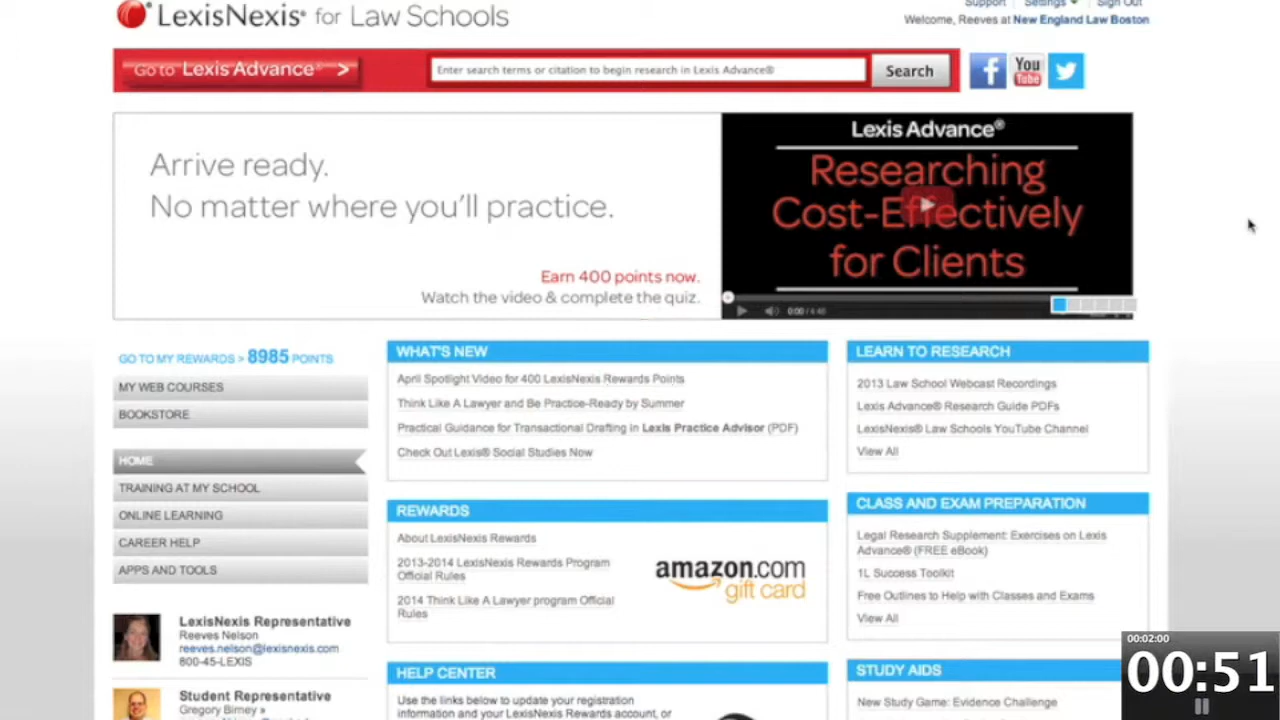 LexisNexis® for Law Schools
Support | Settings | Sign Out
Welcome, Reeves at New England Law Boston
Go to Lexis Advance® >
Enter search terms or citation to begin research in Lexis Advance®
Search
f
You
Tube
Arrive ready.
No matter where you'll practice.
Earn 400 points now.
Watch the video & complete the quiz.
Lexis Advance®
Researching
Cost-Effectively
for Clients
GO TO MY REWARDS > 8985 POINTS
MY WEB COURSES
BOOKSTORE
HOME
TRAINING AT MY SCHOOL
ONLINE LEARNING
CAREER HELP
APPS AND TOOLS
LexisNexis Representative
Reeves Nelson
reeves.nelson@lexisnexis.com
800-45-LEXIS
Student Representative
Gregory Birney »
WHAT'S NEW
April Spotlight Video for 400 LexisNexis Rewards Points
Think Like A Lawyer and Be Practice-Ready by Summer
Practical Guidance for Transactional Drafting in Lexis Practice Advisor (PDF)
Check Out Lexis® Social Studies Now
REWARDS
About LexisNexis Rewards
2013-2014 LexisNexis Rewards Program
Official Rules
2014 Think Like A Lawyer program Official
Rules
amazon.com
gift card
HELP CENTER
Use the links below to update your registration
information and your LexisNexis Rewards account, or
LEARN TO RESEARCH
2013 Law School Webcast Recordings
Lexis Advance® Research Guide PDFs
LexisNexis® Law Schools YouTube Channel
View All
CLASS AND EXAM PREPARATION
Legal Research Supplement: Exercises on Lexis
Advance® (FREE eBook)
1L Success Toolkit
Free Outlines to Help with Classes and Exams
View All
STUDY AIDS
New Study Game: Evidence Challenge
00:02:00
00:51